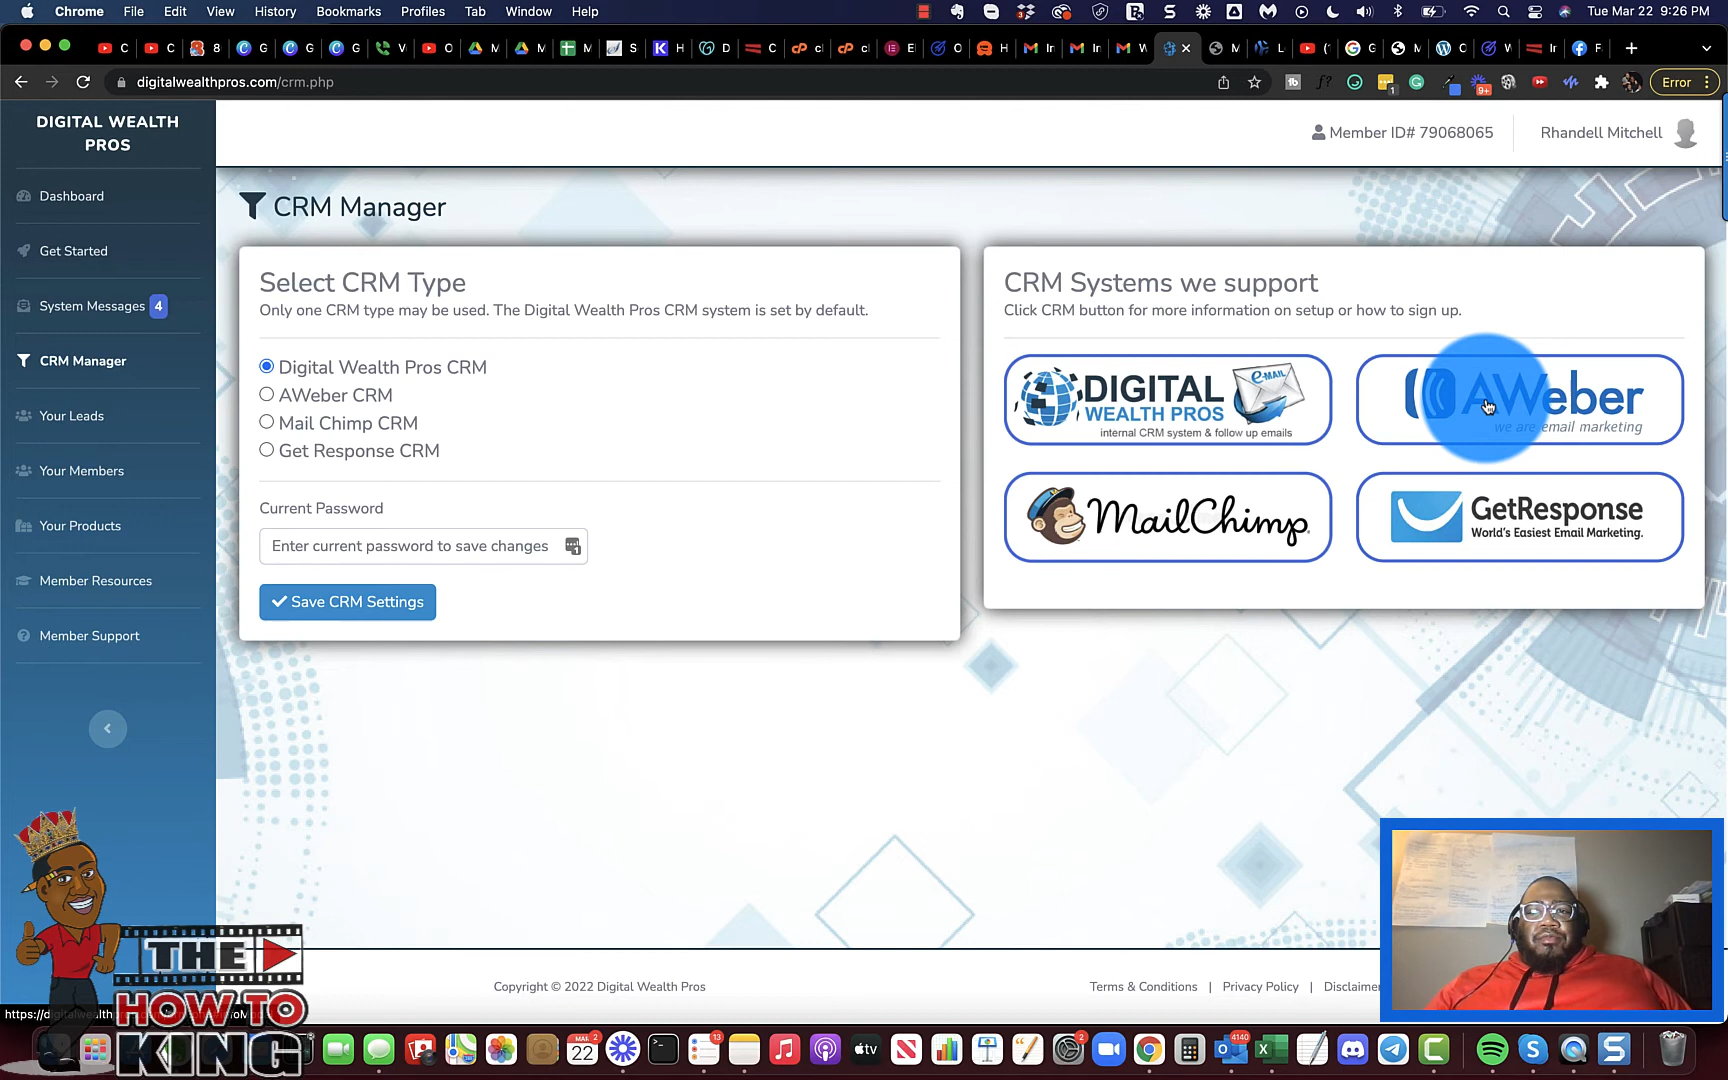 Chrome File Edit View History Bookmarks Profiles Tab Window Help
Tue Mar 22 9:26 PM
digitalwealthpros.com/crm.php
Error
DIGITAL WEALTH
PROS
Member ID# 79068065
Rhandell Mitchell
Dashboard
Get Started
System Messages 4
CRM Manager
Your Leads
Your Members
Your Products
Member Resources
Member Support
CRM Manager
Select CRM Type
Only one CRM type may be used. The Digital Wealth Pros CRM system is set by default.
Digital Wealth Pros CRM
AWeber CRM
Mail Chimp CRM
Get Response CRM
Current Password
Enter current password to save changes
Save CRM Settings
CRM Systems we support
Click CRM button for more information on setup or how to sign up.
DIGITAL
WEALTH PROS
e-MAIL
internal CRM system & follow up emails
AWeber
we are email marketing
MailChimp
GetResponse
World's Easiest Email Marketing.
Copyright © 2022 Digital Wealth Pros
Terms & Conditions | Privacy Policy | Disclaimer
THE
HOW TO
KING